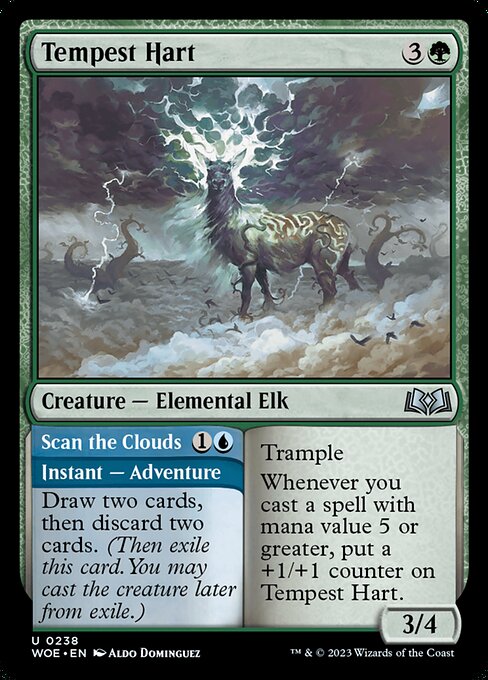 Tempest Hart 3
Creature — Elemental Elk
Scan the Clouds 1
Instant — Adventure
Draw two cards,
then discard two
cards. (Then exile
this card. You may
cast the creature later
from exile.)
Trample
Whenever you
cast a spell with
mana value 5 or
greater, put a
+1/+1 counter on
Tempest Hart.
3/4
U 0238
WOE • EN Aldo Dominguez
™ & © 2023 Wizards of the Coast